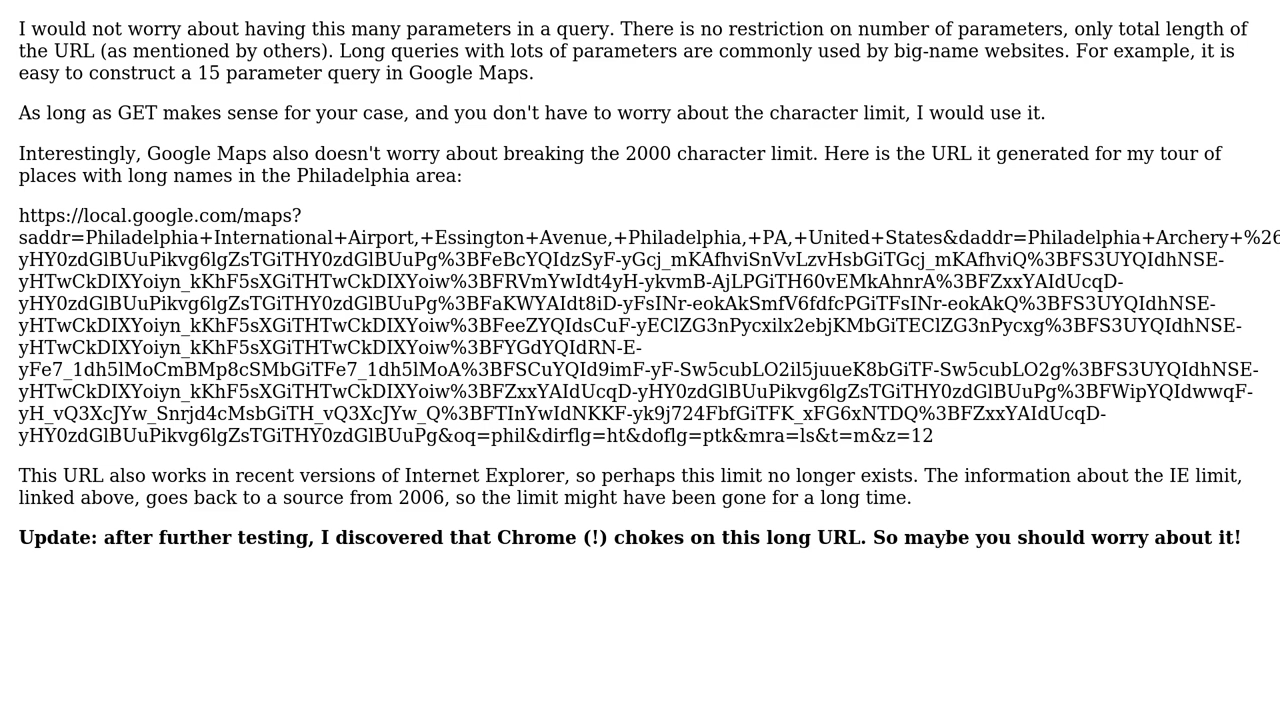 I would not worry about having this many parameters in a query. There is no restriction on number of parameters, only total length of
the URL (as mentioned by others). Long queries with lots of parameters are commonly used by big-name websites. For example, it is
easy to construct a 15 parameter query in Google Maps.
As long as GET makes sense for your case, and you don't have to worry about the character limit, I would use it.
Interestingly, Google Maps also doesn't worry about breaking the 2000 character limit. Here is the URL it generated for my tour of
places with long names in the Philadelphia area:
https://local.google.com/maps?
saddr=Philadelphia+International+Airport,+Essington+Avenue,+Philadelphia,+PA,+United+States&daddr=Philadelphia+Archery+%26
yHY0zdGlBUuPikvg6lgZsTGiTHY0zdGlBUuPg%3BFeBcYQIdzSyF-yGcj_mKAfhviSnVvLzvHsbGiTGcj_mKAfhviQ%3BFS3UYQIdhNSE-
yHTwCkDIXYoiyn_kKhF5sXGiTHTwCkDIXYoiw%3BFRVmYwIdt4yH-ykvmB-AjLPGiTH60vEMkAhnrA%3BFZxxYAIdUcqD-
yHY0zdGlBUuPikvg6lgZsTGiTHY0zdGlBUuPg%3BFaKWYAIdt8iD-yFsINr-eokAkSmfV6fdfcPGiTFsINr-eokAkQ%3BFS3UYQIdhNSE-
yHTwCkDIXYoiyn_kKhF5sXGiTHTwCkDIXYoiw%3BFeeZYQIdsCuF-yEClZG3nPycxilx2ebjKMbGiTEClZG3nPycxg%3BFS3UYQIdhNSE-
yHTwCkDIXYoiyn_kKhF5sXGiTHTwCkDIXYoiw%3BFYGdYQIdRN-E-
yFe7_1dh5lMoCmBMp8cSMbGiTFe7_1dh5lMoA%3BFSCuYQId9imF-yF-Sw5cubLO2il5juueK8bGiTF-Sw5cubLO2g%3BFS3UYQIdhNSE-
yHTwCkDIXYoiyn_kKhF5sXGiTHTwCkDIXYoiw%3BFZxxYAIdUcqD-yHY0zdGlBUuPikvg6lgZsTGiTHY0zdGlBUuPg%3BFWipYQIdwwqF-
yH_vQ3XcJYw_Snrjd4cMsbGiTH_vQ3XcJYw_Q%3BFTInYwIdNKKF-yk9j724FbfGiTFK_xFG6xNTDQ%3BFZxxYAIdUcqD-
yHY0zdGlBUuPikvg6lgZsTGiTHY0zdGlBUuPg&oq=phil&dirflg=ht&doflg=ptk&mra=ls&t=m&z=12
This URL also works in recent versions of Internet Explorer, so perhaps this limit no longer exists. The information about the IE limit,
linked above, goes back to a source from 2006, so the limit might have been gone for a long time.
Update: after further testing, I discovered that Chrome (!) chokes on this long URL. So maybe you should worry about it!